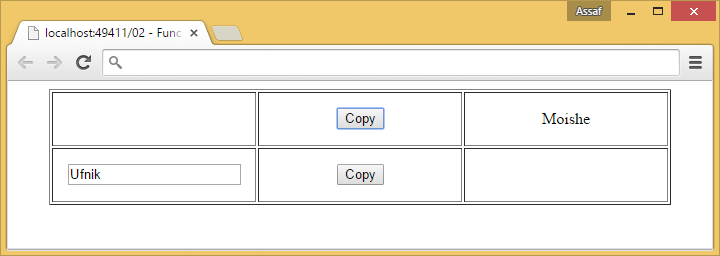 Assaf
localhost:49411/02 - Func
Copy
Moishe
Ufnik
Copy